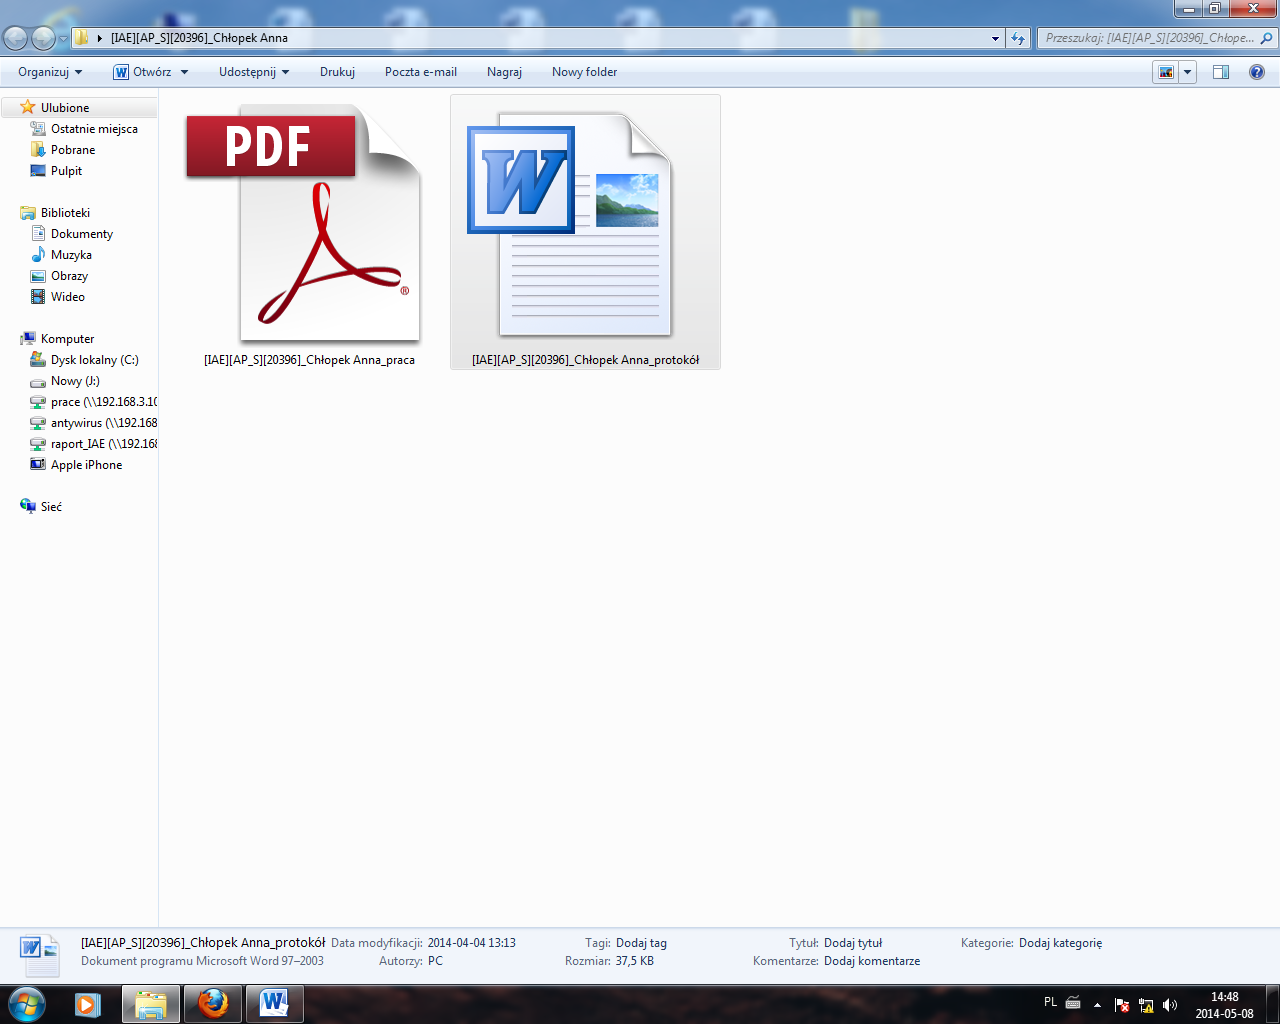 [IAE][AP_S][20396]_Chłopek Anna
Przeszukaj: [IAE][AP_S][20396]_Chłope...
Organizuj
Otwórz
Udostępnij
Drukuj
Poczta e-mail
Nagraj
Nowy folder
Ulubione
Ostatnie miejsca
Pobrane
Pulpit
Biblioteki
Dokumenty
Muzyka
Obrazy
Wideo
Komputer
Dysk lokalny (C:)
Nowy (J:)
prace (\\192.168.3.10
antywirus (\\192.168
raport_IAE (\\192.168
Apple iPhone
Sieć
PDF
®
[IAE][AP_S][20396]_Chłopek Anna_praca
W
[IAE][AP_S][20396]_Chłopek Anna_protokół
[IAE][AP_S][20396]_Chłopek Anna_protokół Data modyfikacji: 2014-04-04 13:13 Tagi: Dodaj tag Tytuł: Dodaj tytuł Kategorie: Dodaj kategorię
Dokument programu Microsoft Word 97–2003 Autorzy: PC Rozmiar: 37,5 KB Komentarze: Dodaj komentarze
PL
14:48
2014-05-08